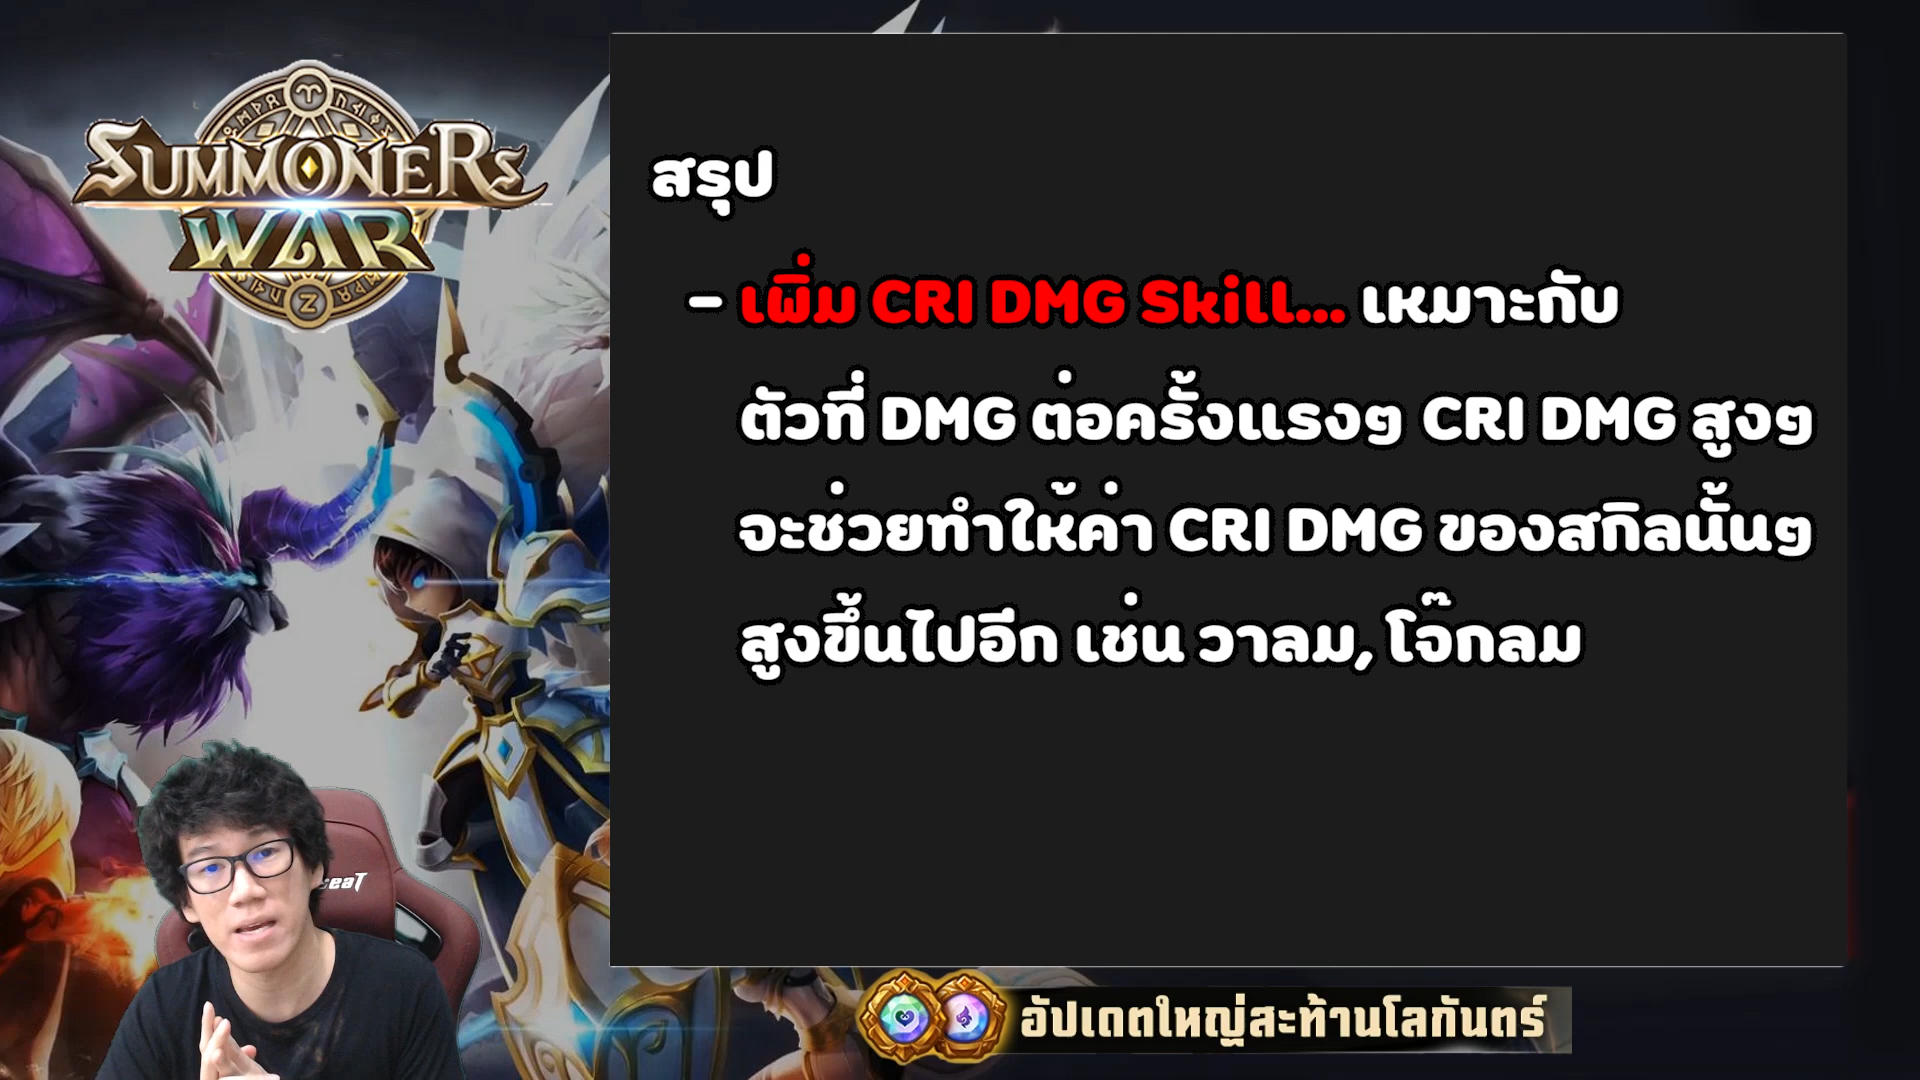 SUMMONERS
WAR
สรุป
- เพิ่ม CRI DMG Skill... เหมาะกับ
ตัวที่ DMG ต่อครั้งแรงๆ CRI DMG สูงๆ
จะช่วยทำให้ค่า CRI DMG ของสกิลนั้นๆ
สูงขึ้นไปอีก เช่น วาลม, โจ๊กลม
seaT
อัปเดตใหญ่สะท้านโลกันตร์